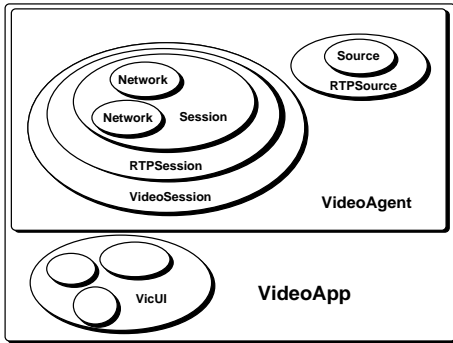 Source
RTPSource
Network
Network
Session
RTPSession
VideoSession
VideoAgent
VicUI
VideoApp